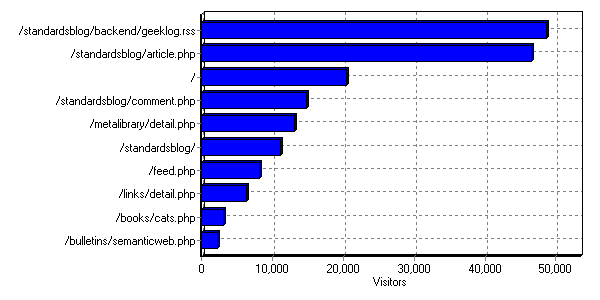 /standardsblog/backend/geeklog.rss
/standardsblog/article.php
/
/standardsblog/comment.php
/metalibrary/detail.php
/standardsblog/
/feed.php
/links/detail.php
/books/cats.php
/bulletins/semanticweb.php
0 10,000 20,000 30,000 40,000 50,000
Visitors